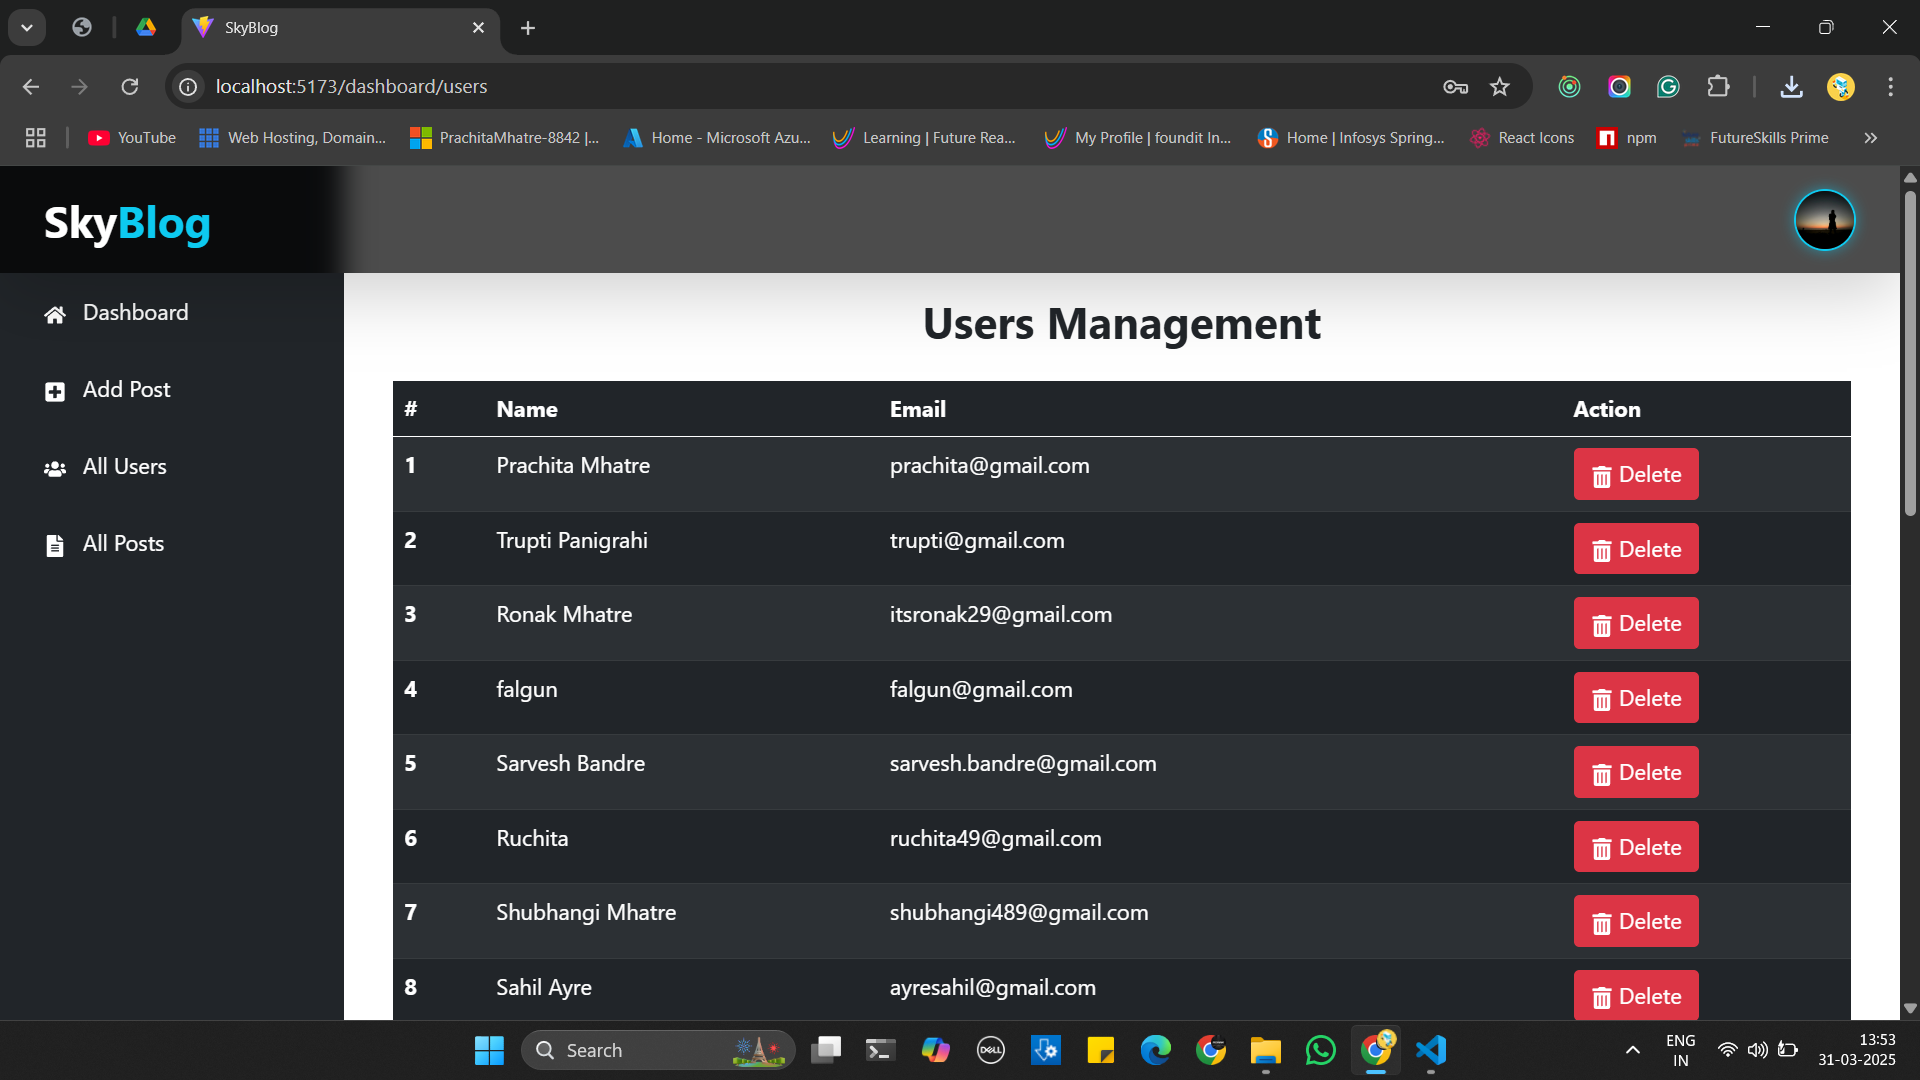 SkyBlog
localhost:5173/dashboard/users
YouTube Web Hosting, Domain... PrachitaMhatre-8842 |... Home - Microsoft Azu... Learning | Future Rea... My Profile | foundit In... Home | Infosys Spring... React Icons npm FutureSkills Prime
SkyBlog
Dashboard
Add Post
All Users
All Posts
Users Management
# Name Email Action
1 Prachita Mhatre prachita@gmail.com Delete
2 Trupti Panigrahi trupti@gmail.com Delete
3 Ronak Mhatre itsronak29@gmail.com Delete
4 falgun falgun@gmail.com Delete
5 Sarvesh Bandre sarvesh.bandre@gmail.com Delete
6 Ruchita ruchita49@gmail.com Delete
7 Shubhangi Mhatre shubhangi489@gmail.com Delete
8 Sahil Ayre ayresahil@gmail.com Delete
Search DELL ENG 13:53
IN 31-03-2025